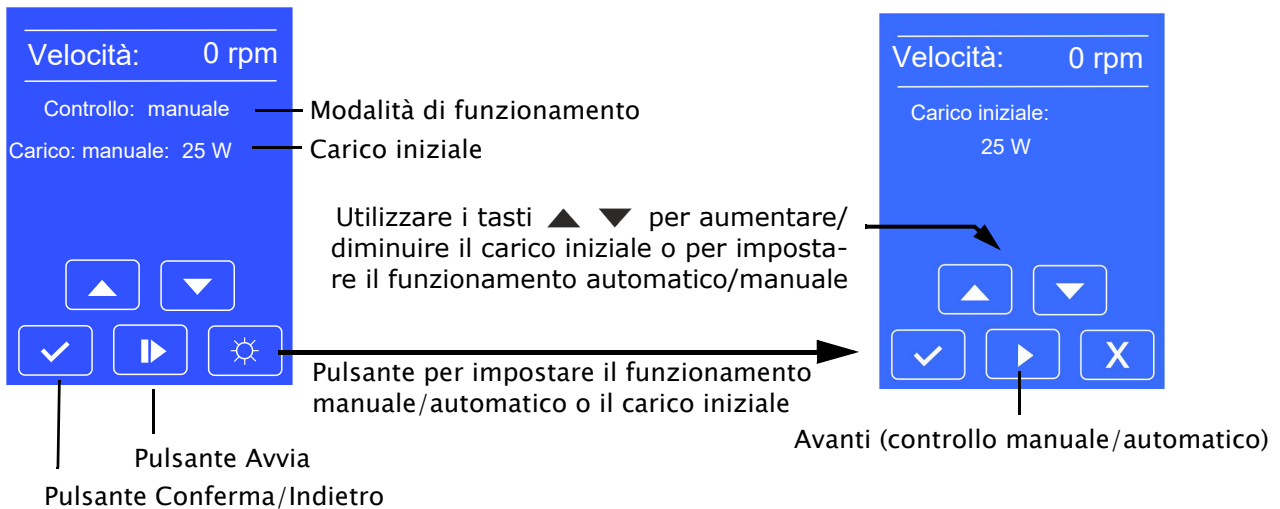 Velocità: 0 rpm
Controllo: manuale
Carico: manuale: 25 W
Modalità di funzionamento
Carico iniziale
Velocità: 0 rpm
Carico iniziale:
25 W
Utilizzare i tasti ▲ ▼ per aumentare/
diminuire il carico iniziale o per imposta-
re il funzionamento automatico/manuale
X
Pulsante per impostare il funzionamento
manuale/automatico o il carico iniziale
Avanti (controllo manuale/automatico)
Pulsante Avvia
Pulsante Conferma/Indietro